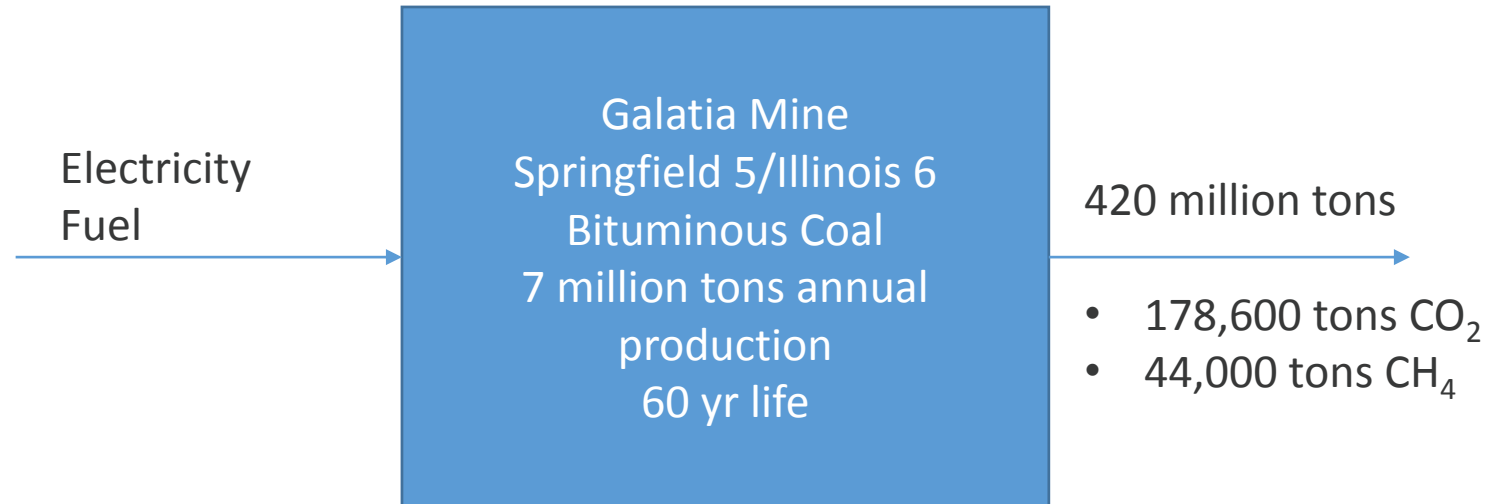 Electricity
Fuel
Galatia Mine
Springfield 5/Illinois 6
Bituminous Coal
7 million tons annual
production
60 yr life
420 million tons
• 178,600 tons CO₂
• 44,000 tons CH₄